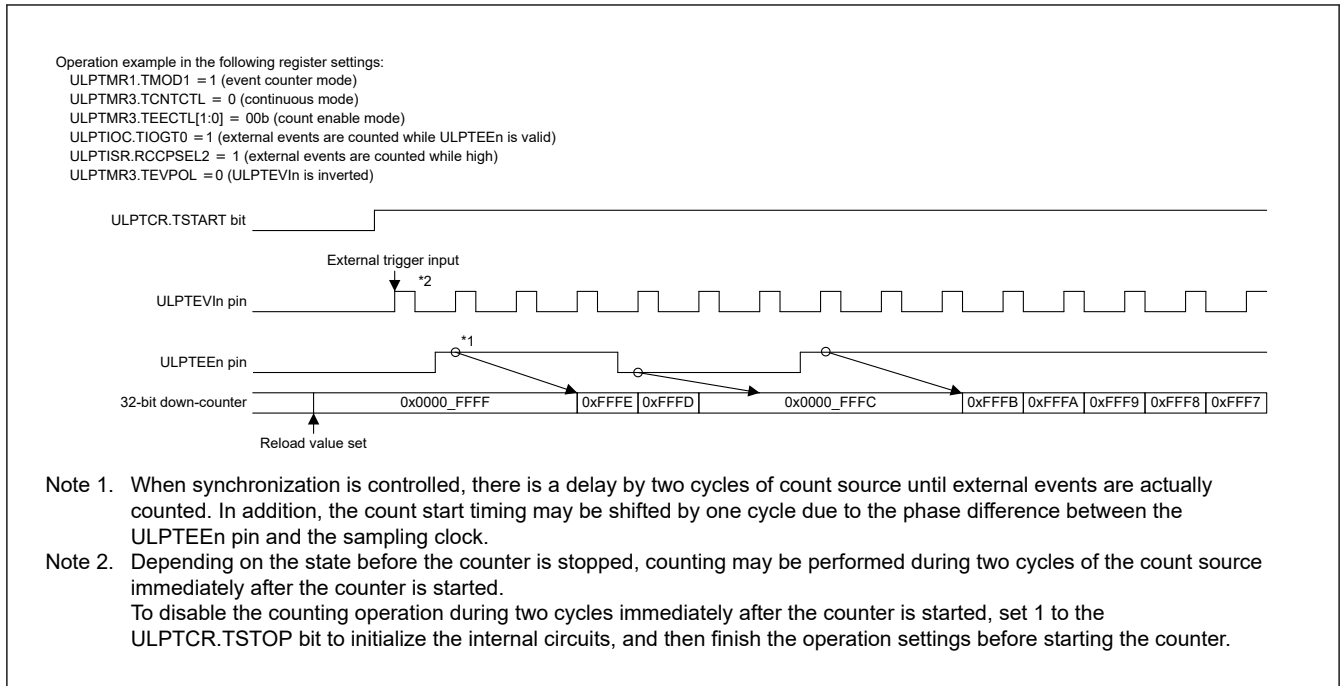 Operation example in the following register settings:
ULPTMR1.TMOD1 = 1 (event counter mode)
ULPTMR3.TCNTCTL = 0 (continuous mode)
ULPTMR3.TEECTL[1:0] = 00b (count enable mode)
ULPTIOC.TIOGT0 = 1 (external events are counted while ULPTEEn is valid)
ULPTISR.RCCPSEL2 = 1 (external events are counted while high)
ULPTMR3.TEVPOL = 0 (ULPTEVIn is inverted)
ULPTCR.TSTART bit
External trigger input
*2
ULPTEVIn pin
*1
ULPTEEn pin
32-bit down-counter 0x0000_FFFF 0xFFFE 0xFFFD 0x0000_FFFC 0xFFFB 0xFFFA 0xFFF9 0xFFF8 0xFFF7
Reload value set
Note 1. When synchronization is controlled, there is a delay by two cycles of count source until external events are actually
counted. In addition, the count start timing may be shifted by one cycle due to the phase difference between the
ULPTEEn pin and the sampling clock.
Note 2. Depending on the state before the counter is stopped, counting may be performed during two cycles of the count source
immediately after the counter is started.
To disable the counting operation during two cycles immediately after the counter is started, set 1 to the
ULPTCR.TSTOP bit to initialize the internal circuits, and then finish the operation settings before starting the counter.